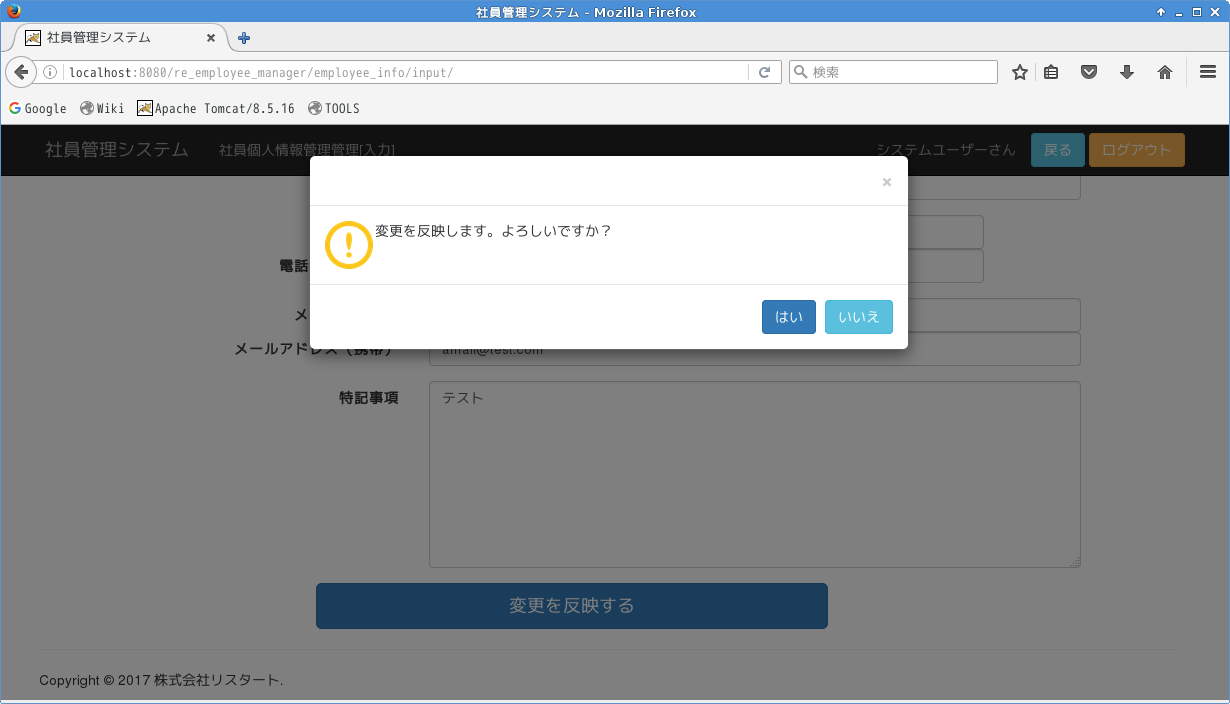 社員管理システム - Mozilla Firefox
社員管理システム
localhost:8080/re_employee_manager/employee_info/input/
検索
Google Wiki Apache Tomcat/8.5.16 TOOLS
社員管理システム 社員個人情報管理管理[入力] システムユーザーさん 戻る ログアウト
×
変更を反映します。よろしいですか？
電話
はい いいえ
メ
メールアドレス（携帯） amail@test.com
特記事項 テスト
変更を反映する
Copyright © 2017 株式会社リスタート.